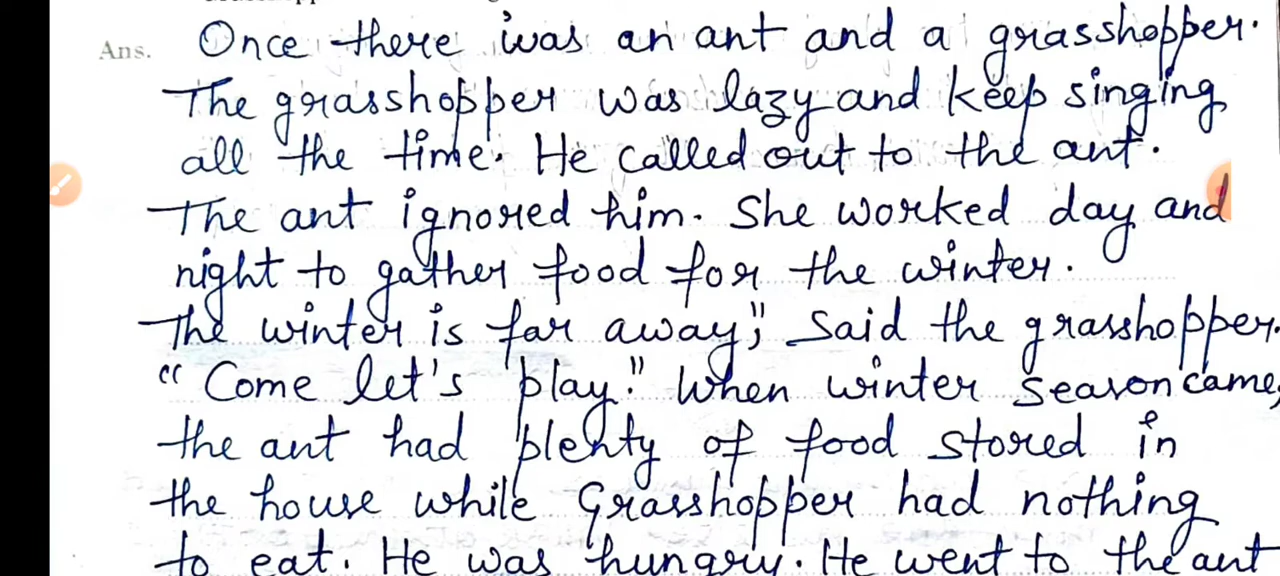 Ans. Once there was an ant and a grasshopper.
The grasshopper was lazy and keep singing
all the time. He called out to the ant.
The ant ignored him. She worked day and
night to gather food for the winter.
The winter is far away", said the grasshopper.
"Come let's play." When winter season came,
the ant had plenty of food stored in
the house while Grasshopper had nothing
to eat. He was hungry. He went to the ant